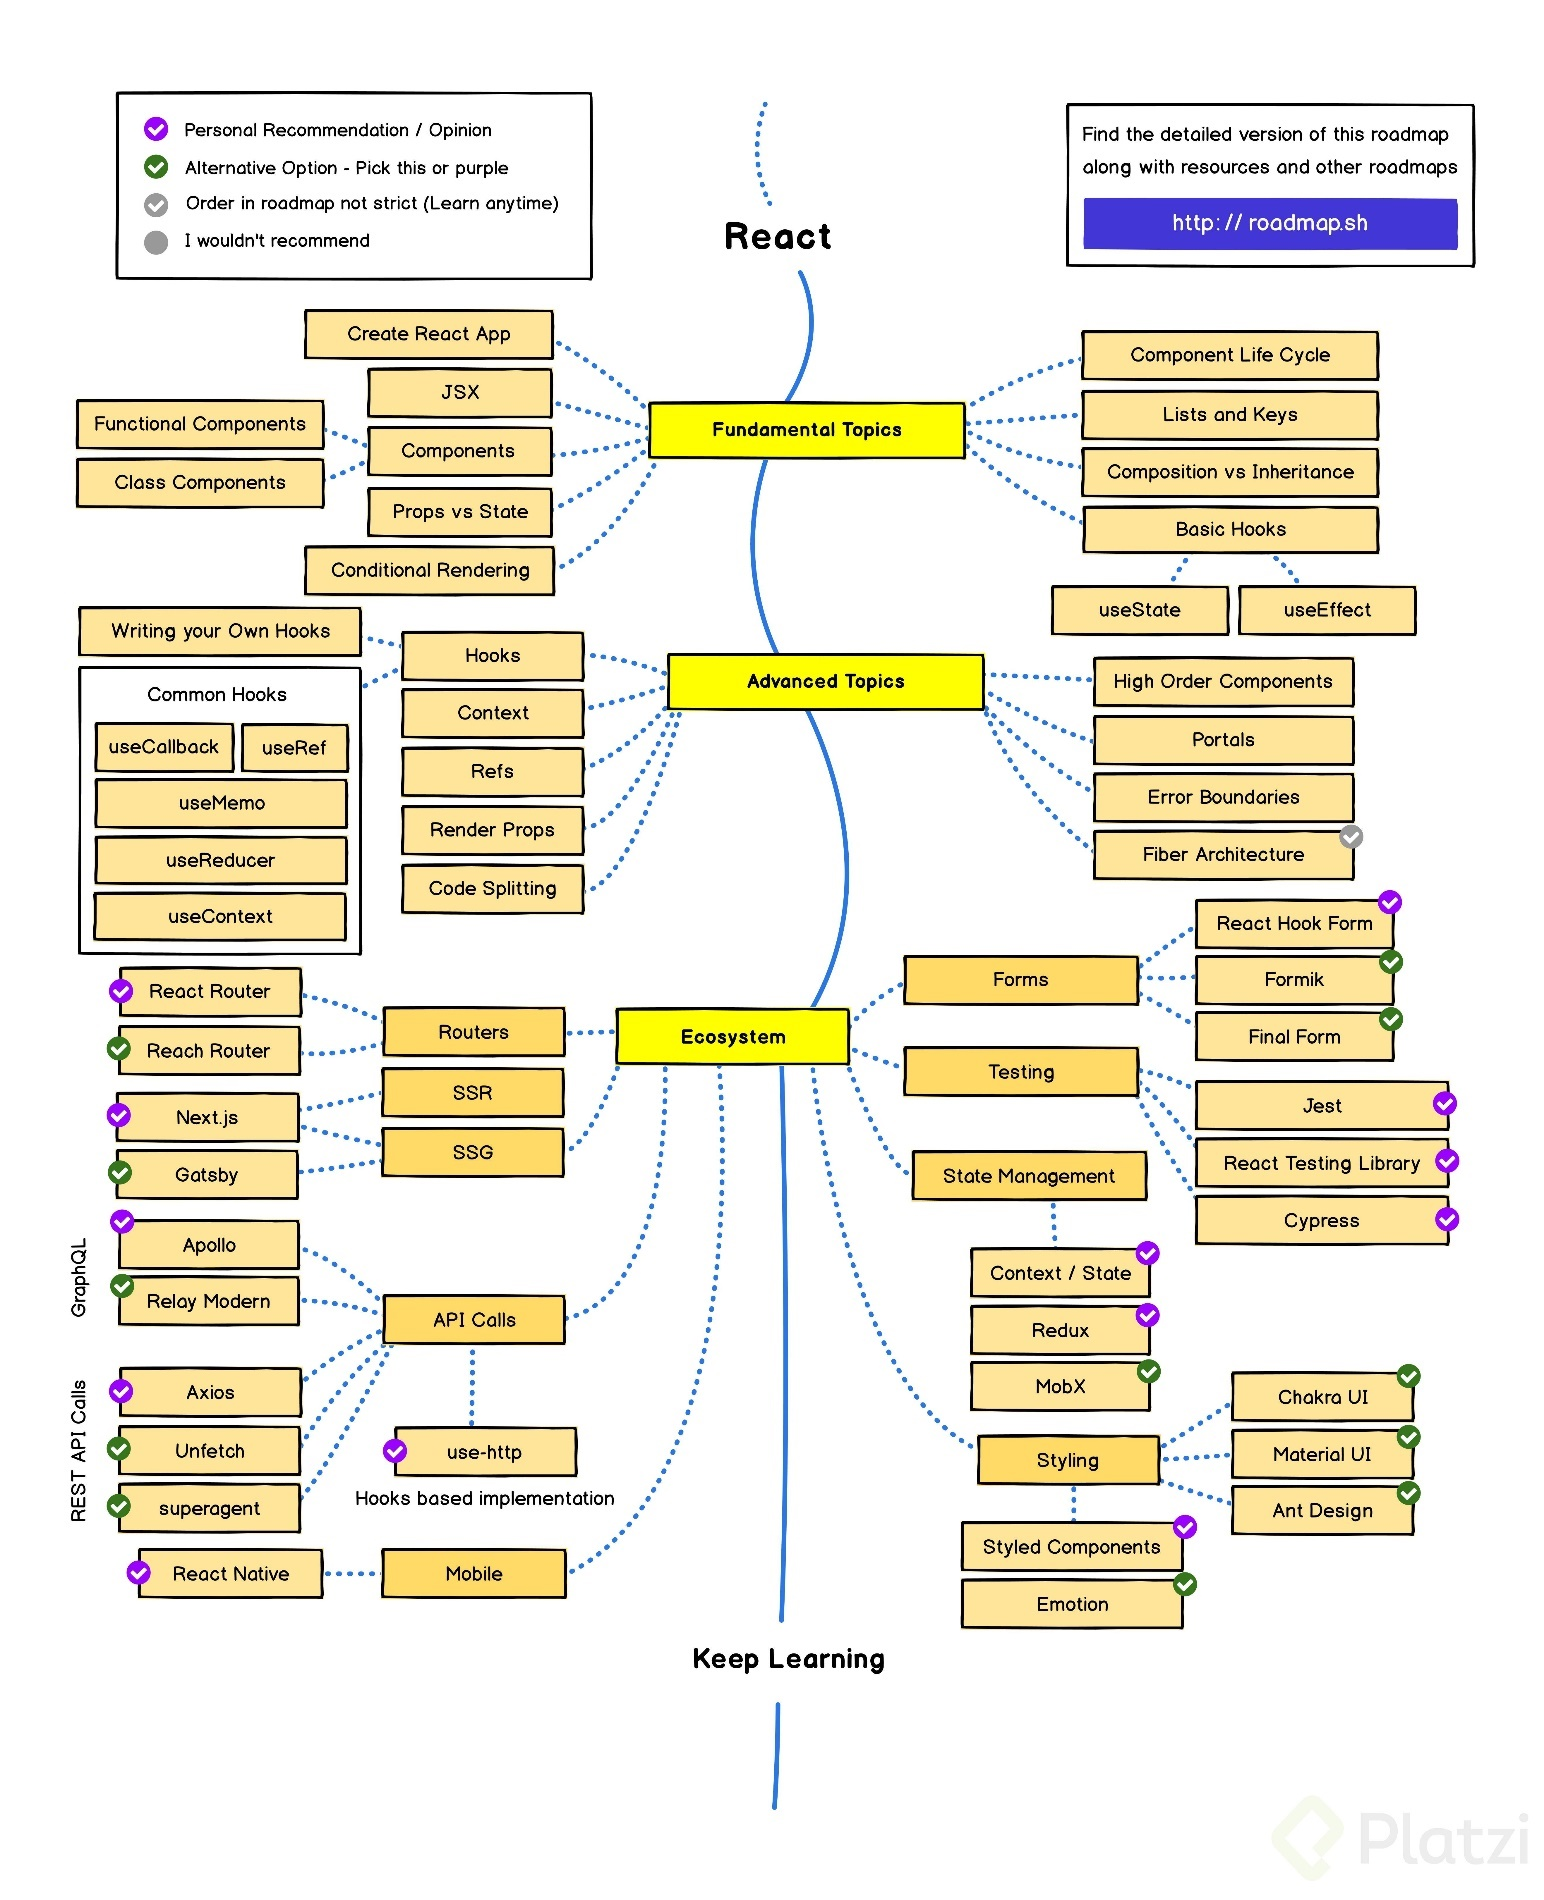 Personal Recommendation / Opinion
Alternative Option - Pick this or purple
Order in roadmap not strict (Learn anytime)
I wouldn't recommend
React
Find the detailed version of this roadmap
along with resources and other roadmaps
http: // roadmap.sh
Create React App
JSX
Functional Components
Components
Class Components
Props vs State
Conditional Rendering
Fundamental Topics
Component Life Cycle
Lists and Keys
Composition vs Inheritance
Basic Hooks
useState
useEffect
Writing your Own Hooks
Common Hooks
useCallback
useRef
useMemo
useReducer
useContext
Hooks
Context
Refs
Render Props
Code Splitting
Advanced Topics
High Order Components
Portals
Error Boundaries
Fiber Architecture
React Router
Reach Router
Next.js
Gatsby
Routers
SSR
SSG
Ecosystem
Forms
React Hook Form
Formik
Final Form
Testing
Jest
React Testing Library
Cypress
State Management
Context / State
Redux
MobX
GraphQL
Apollo
Relay Modern
API Calls
REST API Calls
Axios
Unfetch
superagent
use-http
Hooks based implementation
React Native
Mobile
Styling
Chakra UI
Material UI
Ant Design
Styled Components
Emotion
Keep Learning
Platzi